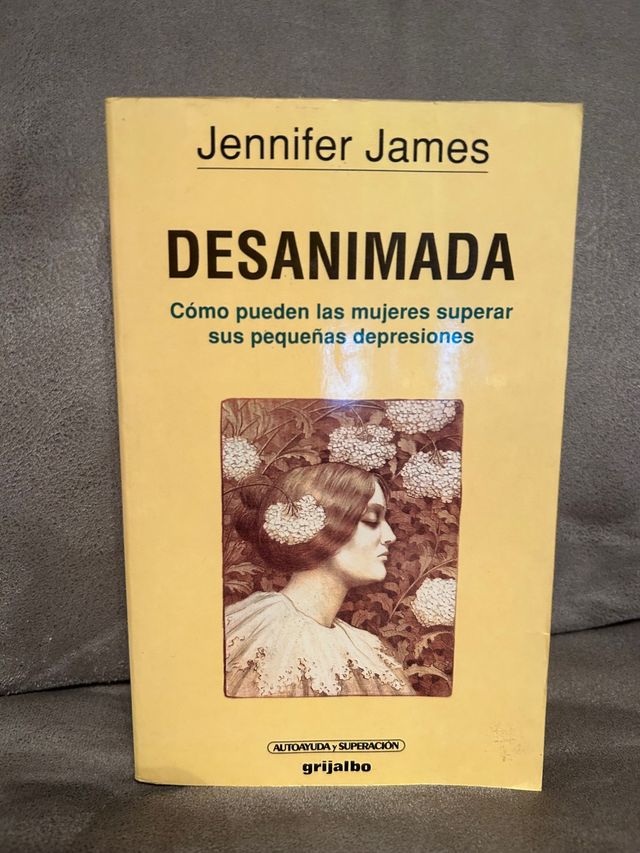 Jennifer James
DESANIMADA
Cómo pueden las mujeres superar
sus pequeñas depresiones
AUTOAYUDA y SUPERACIÓN
grijalbo